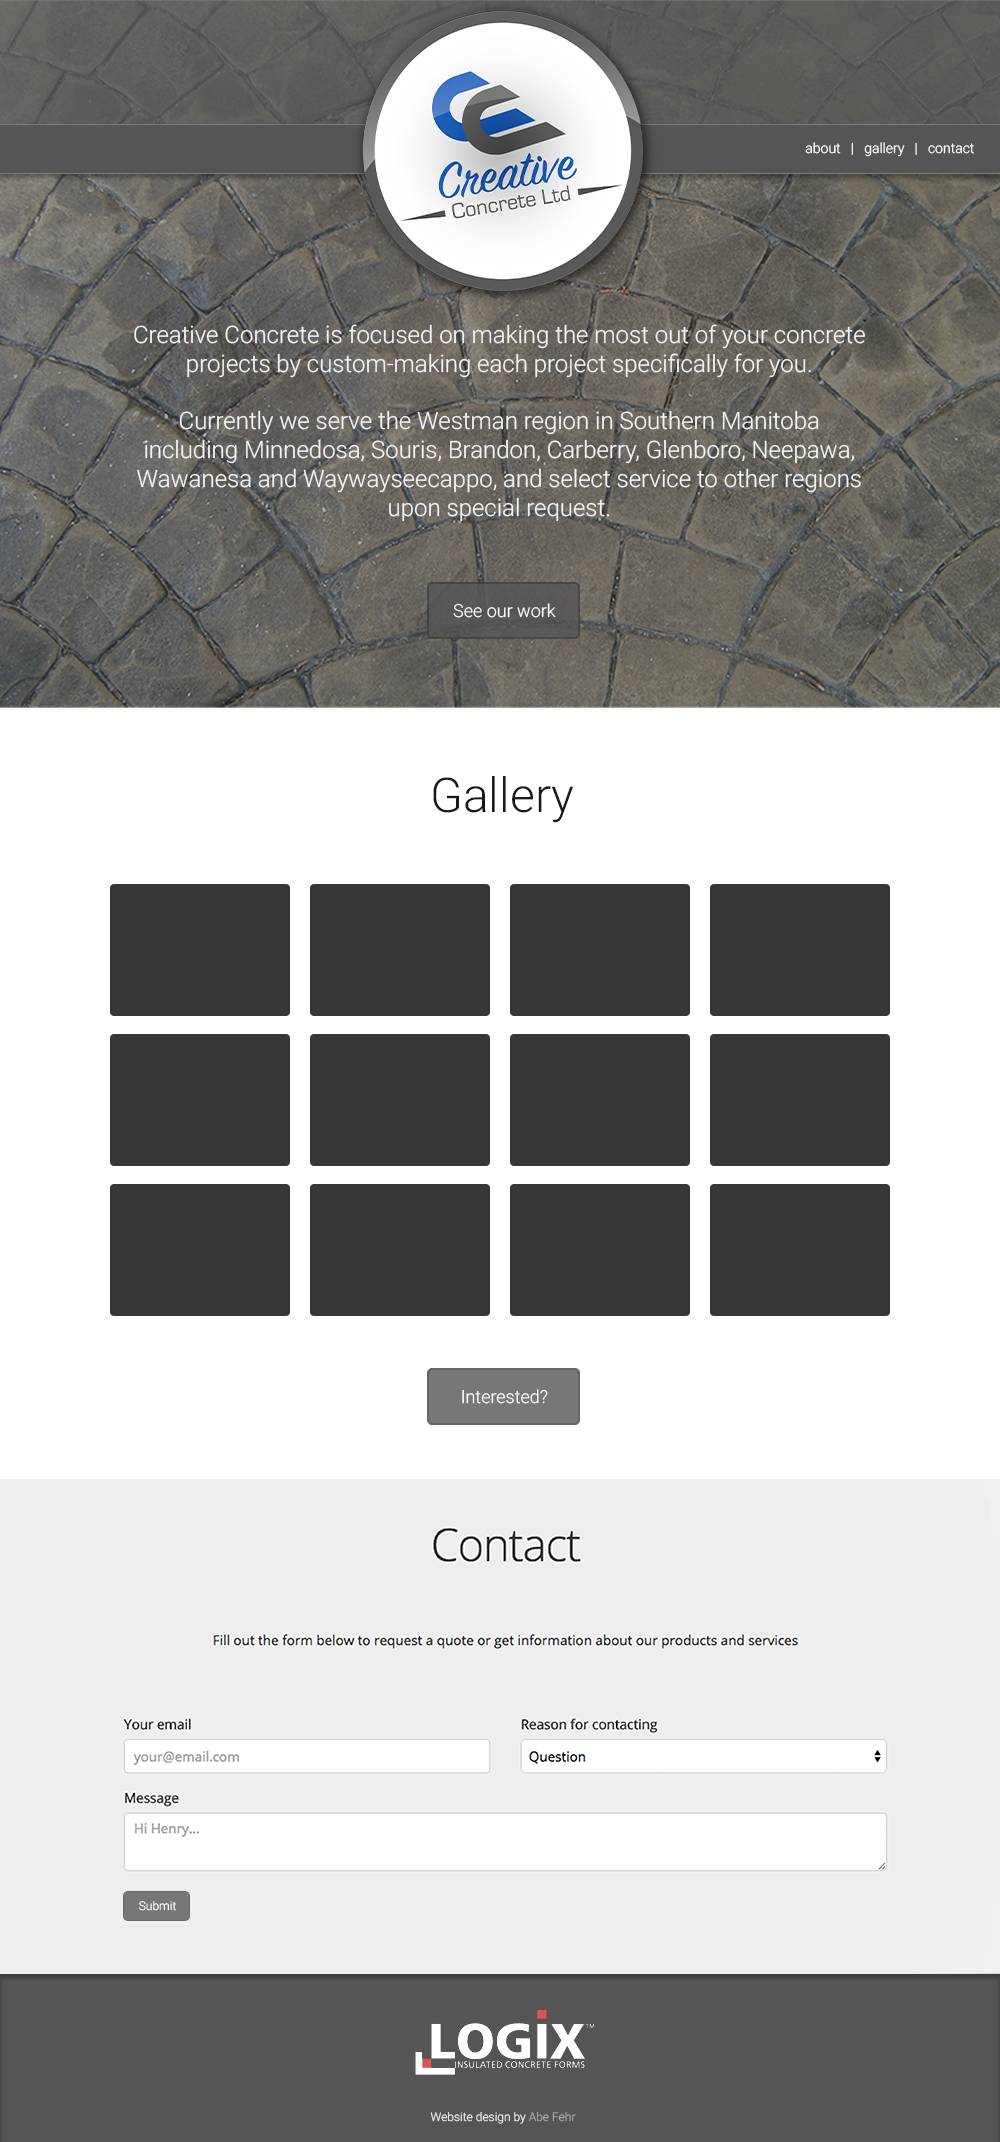 Creative
Concrete Ltd
about | gallery | contact
Creative Concrete is focused on making the most out of your concrete
projects by custom-making each project specifically for you.
Currently we serve the Westman region in Southern Manitoba
including Minnedosa, Souris, Brandon, Carberry, Glenboro, Neepawa,
Wawanesa and Waywayseecappo, and select service to other regions
upon special request.
See our work
Gallery
Interested?
Contact
Fill out the form below to request a quote or get information about our products and services
Your email
Reason for contacting
your@email.com
Question
Message
Hi Henry...
Submit
LOGIX™
INSULATED CONCRETE FORMS
Website design by Abe Fehr